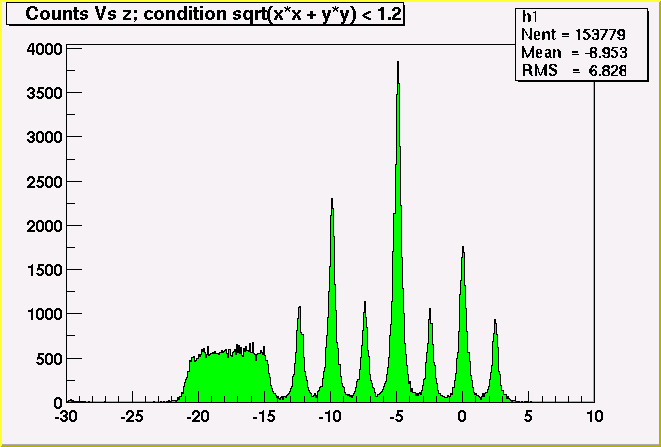 Counts Vs z; condition sqrt(x*x + y*y) < 1.2
h1
Nent = 153779
Mean = -8.953
RMS = 6.828
4000
3500
3000
2500
2000
1500
1000
500
0
-30 -25 -20 -15 -10 -5 0 5 10